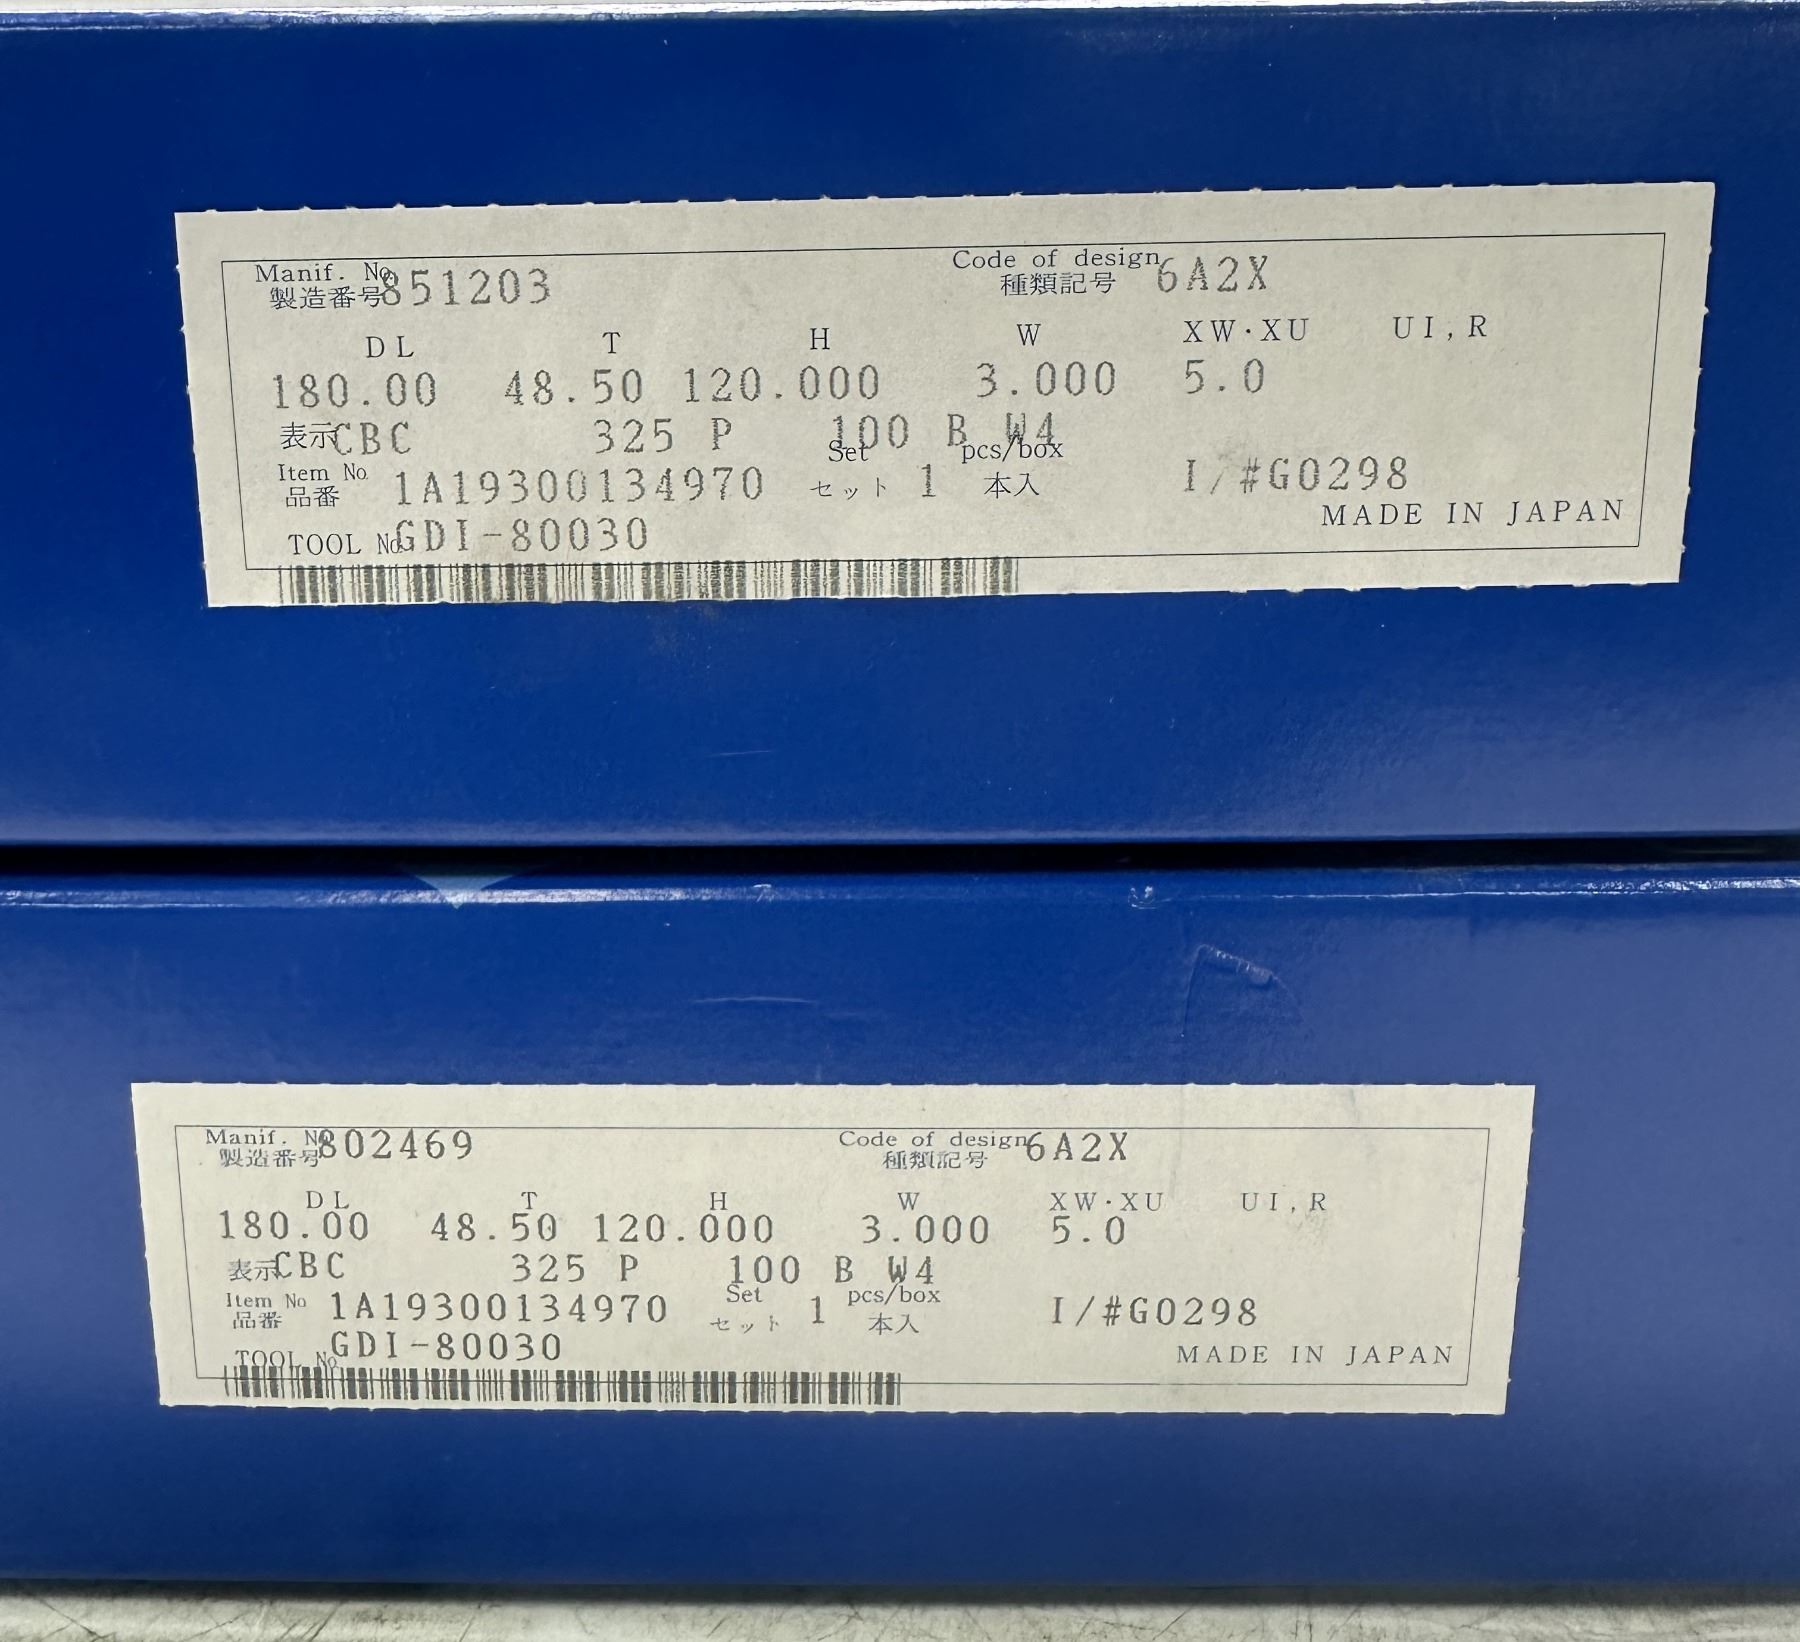 Manif. No. 851203 Code of design 6A2X
製造番号 種類記号
DL T H W XW·XU UI,R
180.00 48.50 120.000 3.000 5.0
表示 CBC 325 P 100 B W4
Item No. 1A19300134970 Set 1 pcs/box I/#G0298
品番 セット 本入
TOOL No. GDI-80030 MADE IN JAPAN
Manif. No. 802469 Code of design 6A2X
製造番号 種類記号
DL T H W XW·XU UI,R
180.00 48.50 120.000 3.000 5.0
表示 CBC 325 P 100 B W4
Item No. 1A19300134970 Set 1 pcs/box I/#G0298
品番 セット 本入
TOOL No. GDI-80030 MADE IN JAPAN